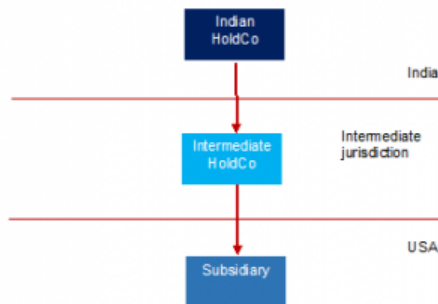 Indian
HoldCo
India
Intermediate
HoldCo
Intermediate
jurisdiction
USA
Subsidiary